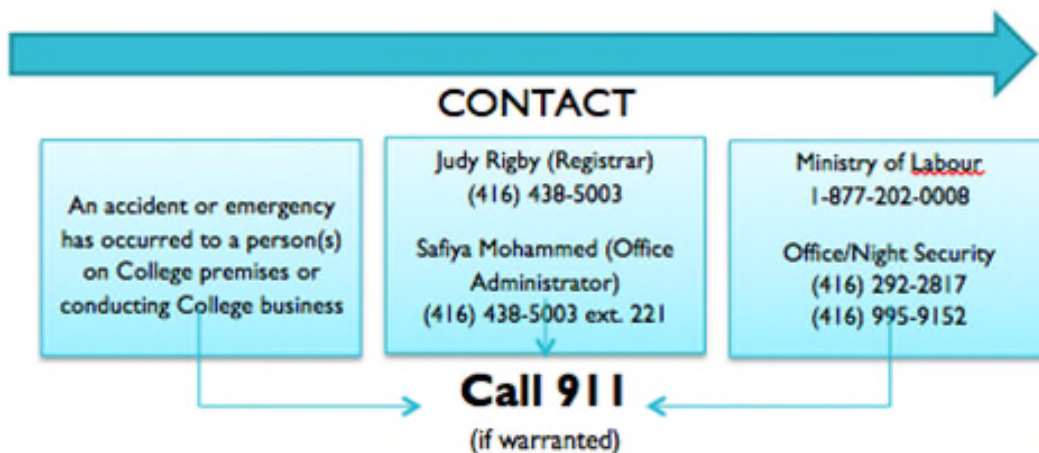 CONTACT
An accident or emergency
has occurred to a person(s)
on College premises or
conducting College business
Judy Rigby (Registrar)
(416) 438-5003
Safiya Mohammed (Office
Administrator)
(416) 438-5003 ext. 221
Ministry of Labour
1-877-202-0008
Office/Night Security
(416) 292-2817
(416) 995-9152
Call 911
(if warranted)